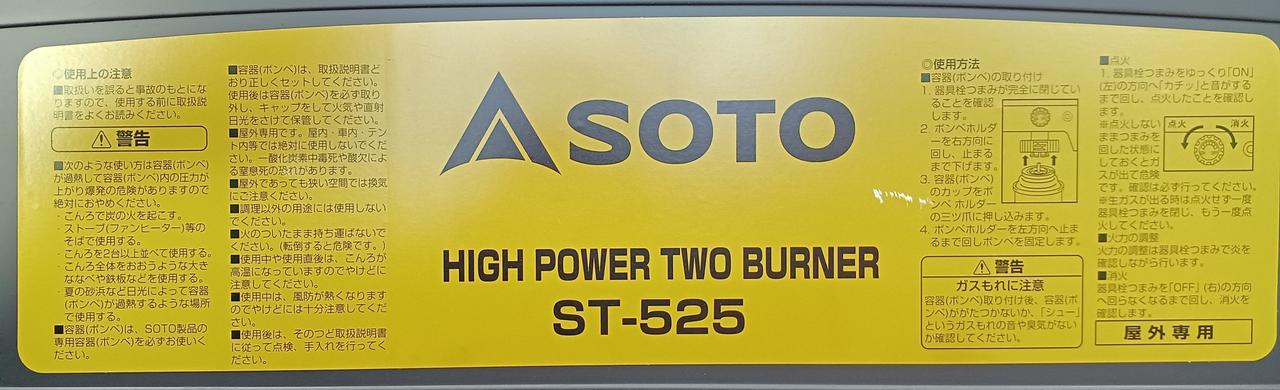 ◎使用上の注意
■取扱いを誤ると事故のもとにな
りますので、使用する前に取扱説
明書をよくお読みください。
警告
■次のような使い方は容器(ボンベ)
が過熱して容器(ボンベ)内の圧力が
上がり爆発の危険がありますので
絶対におやめください。
・こんろで炭の火を起こす。
・ストーブ(ファンヒーター)等の
そばで使用する。
・こんろを2台以上並べて使用する。
・こんろ全体をおおうような大き
ななべや鉄板などを使用する。
・夏の砂浜など日光によって容器
(ボンベ)が過熱するような場所
で使用する。
■容器(ボンベ)は、SOTO製品の
専用容器(ボンベ)を必ずお使いく
ださい。
■容器(ボンベ)は、取扱説明書ど
おり正しくセットしてください。
使用後は容器(ボンベ)を必ず取り
外し、キャップをして火気や直射
日光をさけて保管してください。
■屋外専用です。屋内・車内・テン
ト内等では絶対に使用しないでくだ
さい。一酸化炭素中毒死や酸欠によ
る窒息死の恐れがあります。
■屋外であっても狭い空間では換気
にご注意ください。
■調理以外の用途には使用しない
でください。
■火のついたまま持ち運ばないで
ください。(転倒すると危険です。)
■使用中や使用直後は、こんろが
高温になっていますのでやけどに
注意してください。
■使用中は、風防が熱くなります
のでやけどには十分注意してくだ
さい。
■使用後は、そのつど取扱説明書
に従って点検、手入れを行ってく
ださい。
SOTO
HIGH POWER TWO BURNER
ST-525
◎使用方法
■容器(ボンベ)の取り付け
1. 器具栓つまみが完全に閉じてい
ることを確認
します。
2. ボンベホルダ
ーを右方向に
回し、止まる
まで下げます。
3. 容器(ボンベ)
のカップをボ
ンベホルダー
の三ツ爪に押し込みます。
4. ボンベホルダーを左方向へ止ま
るまで回しボンベを固定します。
警告
ガスもれに注意
容器(ボンベ)取り付け後、容器(ボ
ンベ)ががたつかないか、「シュー」
というガスもれの音や臭気がない
か確認してください。
■点火
1. 器具栓つまみをゆっくり「ON」
(左)の方向へ「カチッ」と音がする
まで回し、点火したことを確認し
ます。
※点火しない
ままつまみを
回した状態に
しておくとガ
スが出て危険
です。確認は必ず行ってください。
点火 消火
※生ガスが出る時は点火せず一度
器具栓つまみを閉じ、もう一度点
火してください。
■火力の調整
火力の調整は器具栓つまみで炎を
確認しながら行います。
■消火
器具栓つまみを「OFF」(右)の方向
へ回らなくなるまで回し、消火を
確認します。
屋外専用